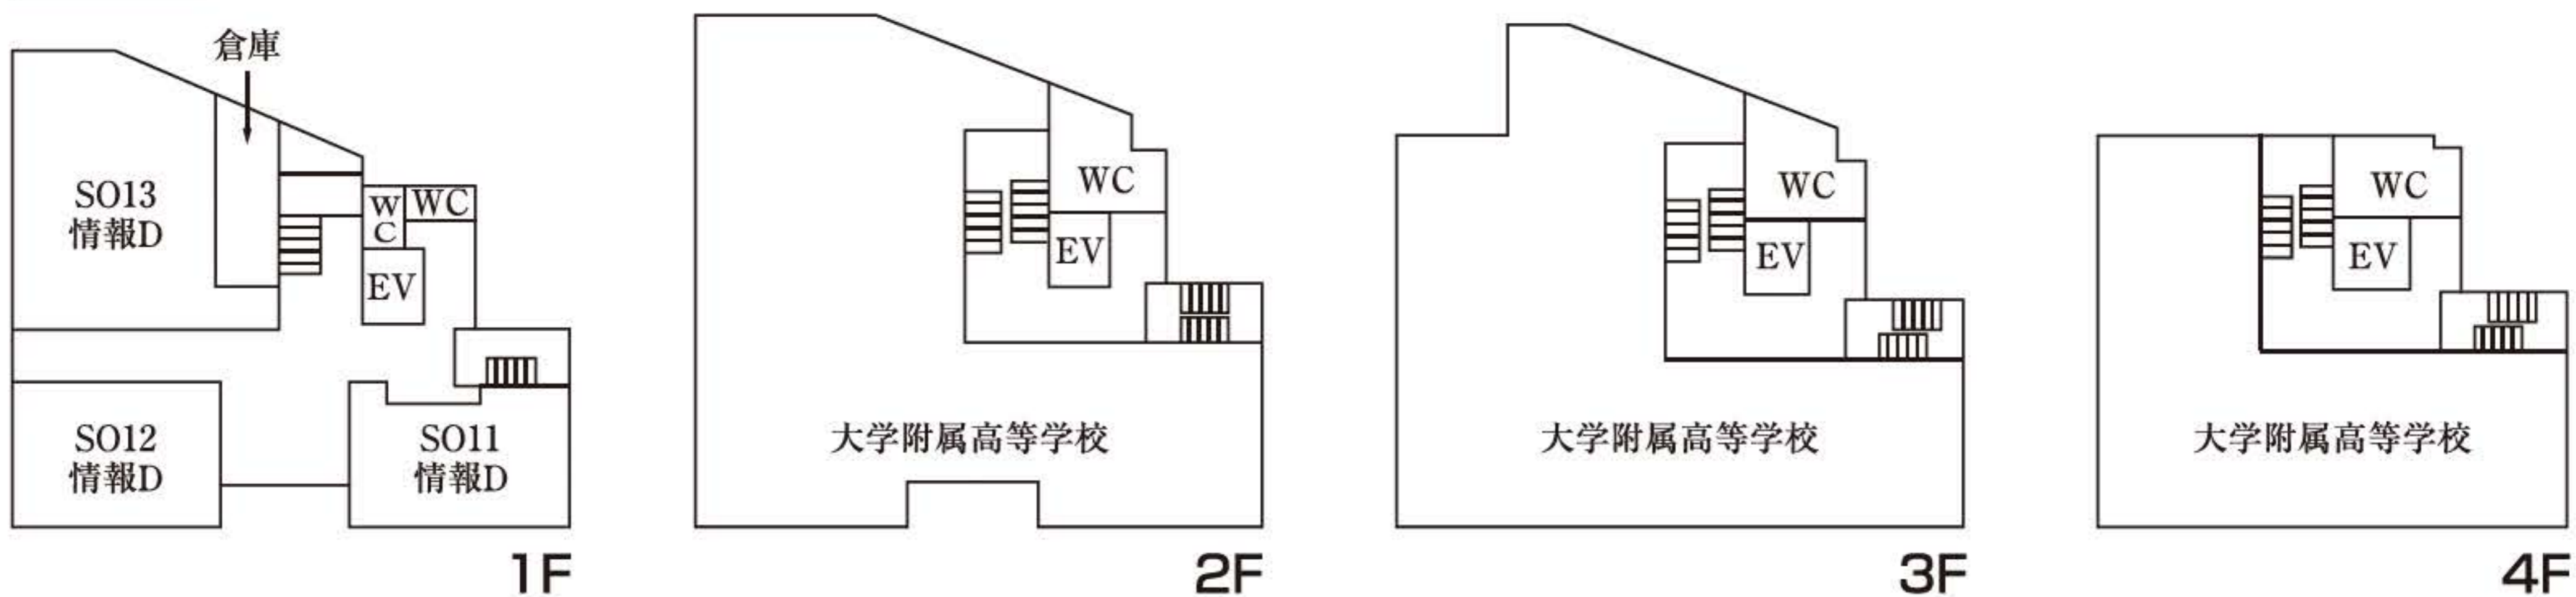 倉庫
SO13
情報D
WC
WC
EV
SO12
情報D
SO11
情報D
1F
WC
EV
大学附属高等学校
2F
WC
EV
大学附属高等学校
3F
WC
EV
大学附属高等学校
4F